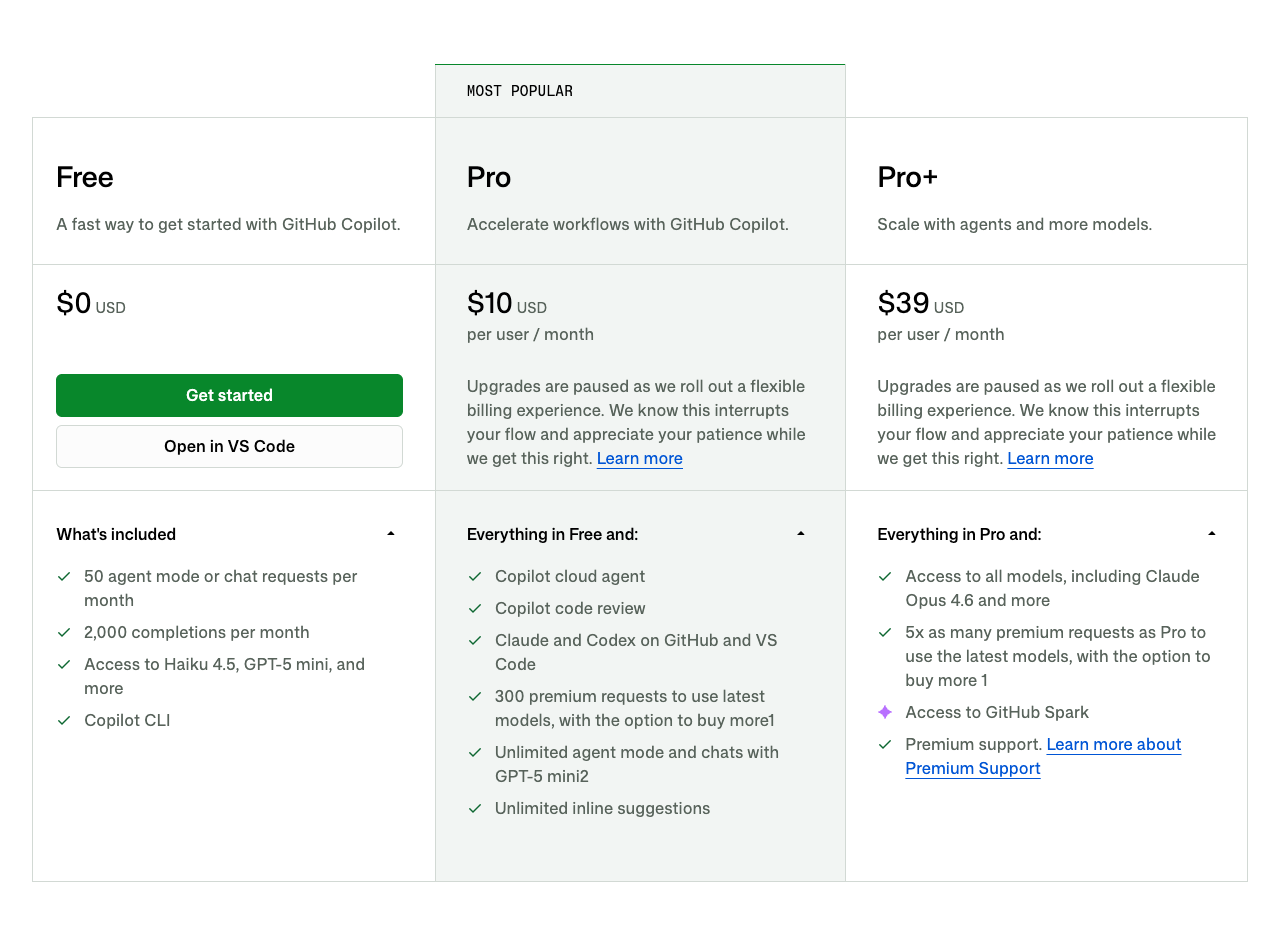 MOST POPULAR
Free
A fast way to get started with GitHub Copilot.
$0 USD
Get started
Open in VS Code
What's included
50 agent mode or chat requests per
month
2,000 completions per month
Access to Haiku 4.5, GPT-5 mini, and
more
Copilot CLI
Pro
Accelerate workflows with GitHub Copilot.
$10 USD
per user / month
Upgrades are paused as we roll out a flexible
billing experience. We know this interrupts
your flow and appreciate your patience while
we get this right. Learn more
Everything in Free and:
Copilot cloud agent
Copilot code review
Claude and Codex on GitHub and VS
Code
300 premium requests to use latest
models, with the option to buy more1
Unlimited agent mode and chats with
GPT-5 mini2
Unlimited inline suggestions
Pro+
Scale with agents and more models.
$39 USD
per user / month
Upgrades are paused as we roll out a flexible
billing experience. We know this interrupts
your flow and appreciate your patience while
we get this right. Learn more
Everything in Pro and:
Access to all models, including Claude
Opus 4.6 and more
5x as many premium requests as Pro to
use the latest models, with the option to
buy more 1
Access to GitHub Spark
Premium support. Learn more about
Premium Support